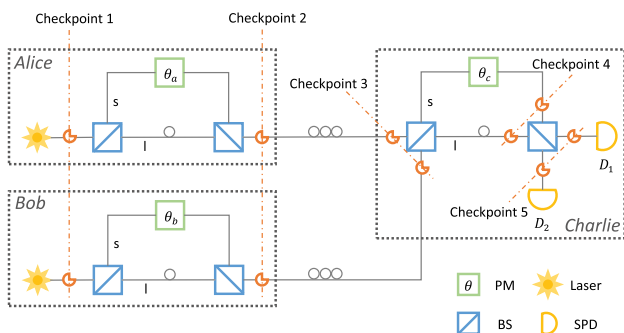 Checkpoint 1
Checkpoint 2
Alice
θa
s
l
Checkpoint 3
θc
Checkpoint 4
s
l
D1
D2
Checkpoint 5
Charlie
Bob
θb
s
l
θ PM
Laser
BS
SPD